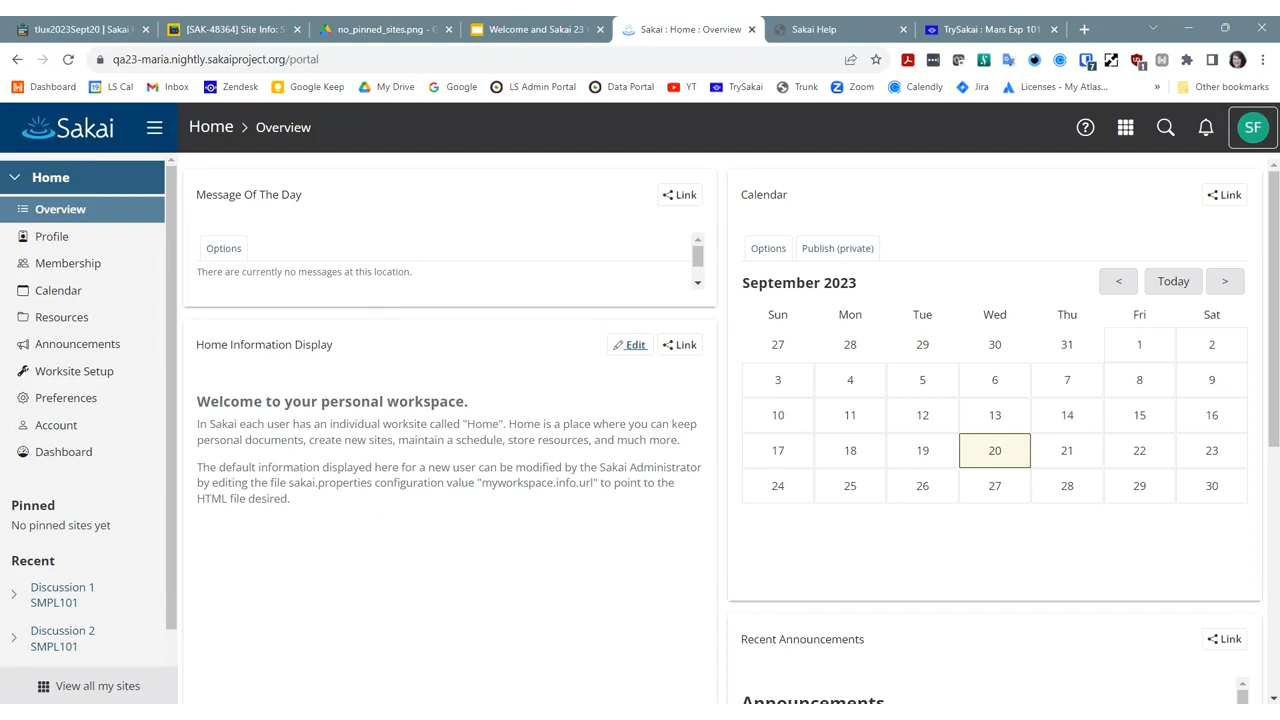 tlux2023Sept20 | Sakai
[SAK-48364] Site Info: S
no_pinned_sites.png - G
Welcome and Sakai 23
Sakai : Home : Overview
Sakai Help
TrySakai : Mars Exp 101
qa23-maria.nightly.sakaiproject.org/portal
Dashboard
LS Cal
Inbox
Zendesk
Google Keep
My Drive
Google
LS Admin Portal
Data Portal
YT
TrySakai
Trunk
Zoom
Calendly
Jira
Licenses - My Atlas...
»
Other bookmarks
Sakai
Home > Overview
SF
Home
Overview
Profile
Membership
Calendar
Resources
Announcements
Worksite Setup
Preferences
Account
Dashboard
Pinned
No pinned sites yet
Recent
Discussion 1
SMPL101
Discussion 2
SMPL101
View all my sites
Message Of The Day
Link
Options
There are currently no messages at this location.
Home Information Display
Edit
Link
Welcome to your personal workspace.
In Sakai each user has an individual worksite called "Home". Home is a place where you can keep
personal documents, create new sites, maintain a schedule, store resources, and much more.
The default information displayed here for a new user can be modified by the Sakai Administrator
by editing the file sakai.properties configuration value "myworkspace.info.url" to point to the
HTML file desired.
Calendar
Link
Options
Publish (private)
September 2023
<
Today
>
Sun Mon Tue Wed Thu Fri Sat
27 28 29 30 31 1 2
3 4 5 6 7 8 9
10 11 12 13 14 15 16
17 18 19 20 21 22 23
24 25 26 27 28 29 30
Recent Announcements
Link
Announcements